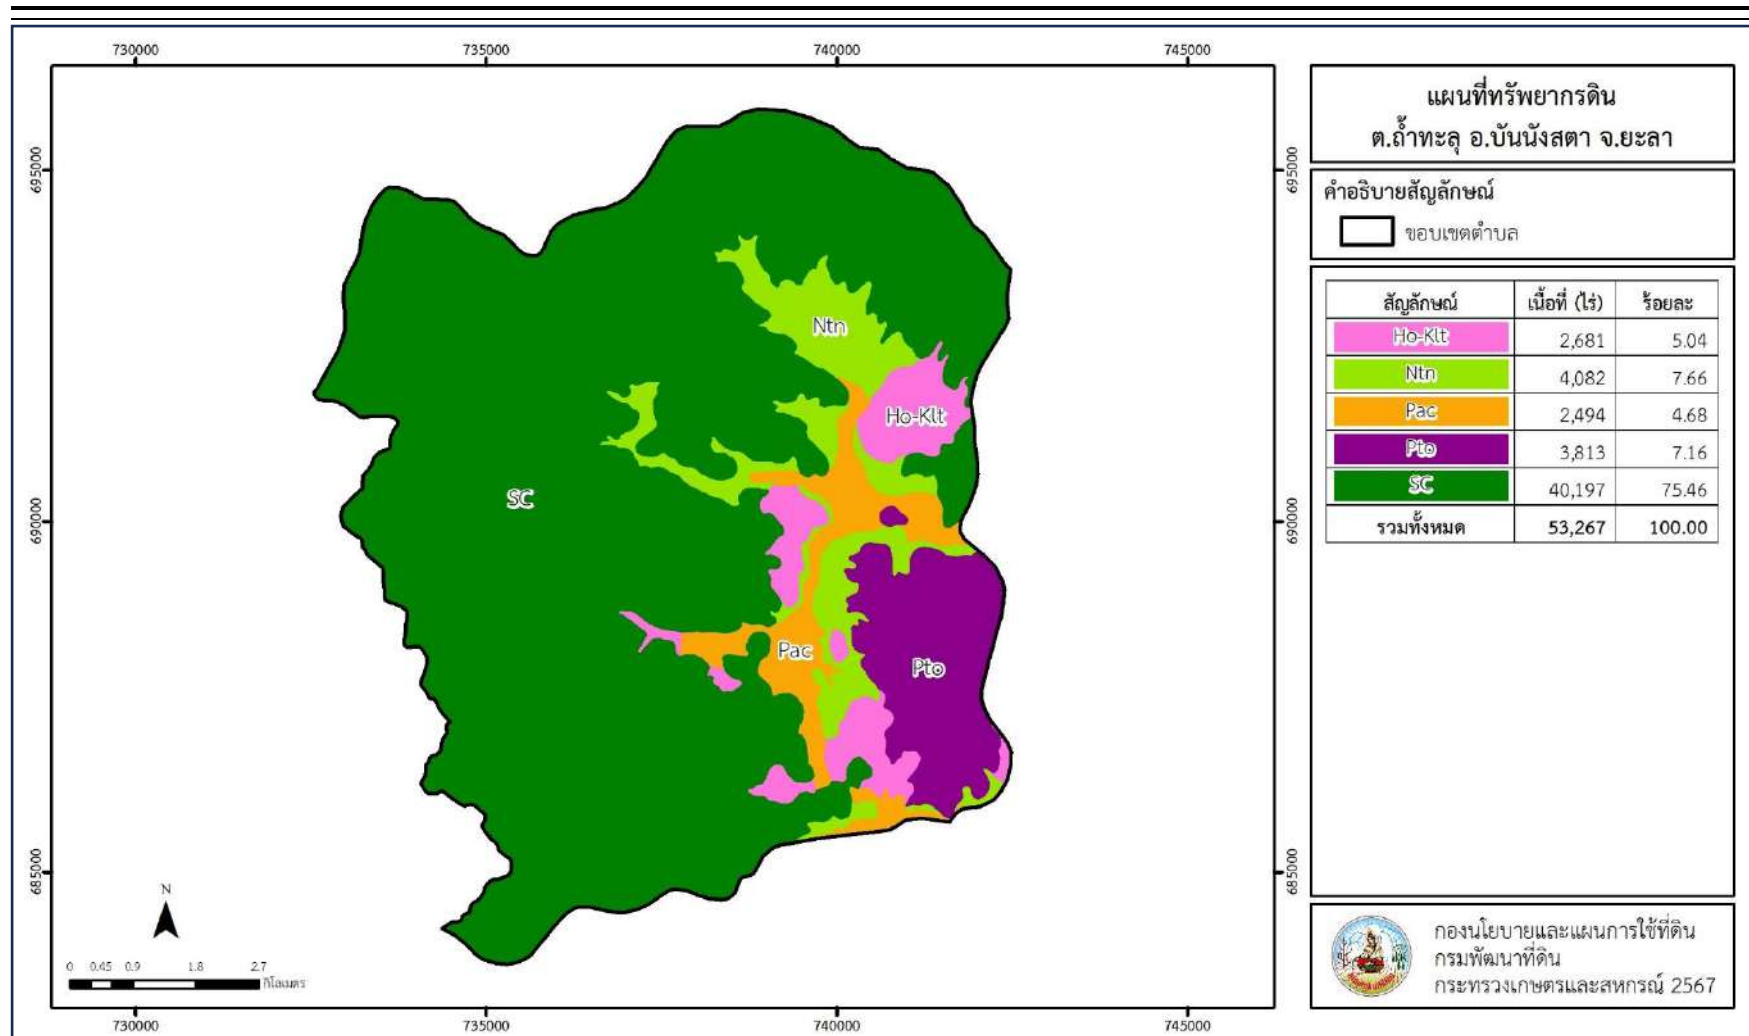 730000 735000 740000 745000
แผนที่ทรัพยากรดิน
ต.ถ้ำทะลุ อ.บันนังสตา จ.ยะลา
คำอธิบายสัญลักษณ์
ขอบเขตตำบล
สัญลักษณ์ เนื้อที่ (ไร่) ร้อยละ
Ho-Klt 2,681 5.04
Ntn 4,082 7.66
Pac 2,494 4.68
Pto 3,813 7.16
SC 40,197 75.46
รวมทั้งหมด 53,267 100.00
695000 695000
Ntn
Ho-Klt
SC
690000 690000
Pac
Pto
685000 685000
N
0 0.45 0.9 1.8 2.7
กิโลเมตร
กองนโยบายและแผนการใช้ที่ดิน
กรมพัฒนาที่ดิน
กระทรวงเกษตรและสหกรณ์ 2567
730000 735000 740000 745000